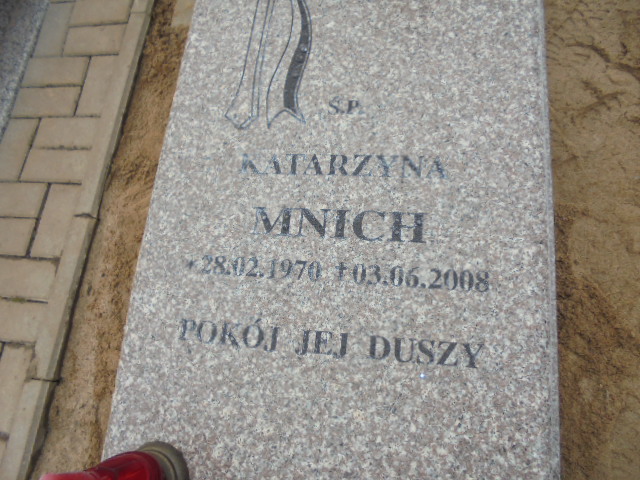 Ś.P.
KATARZYNA
MNICH
*28.02.1970 †03.06.2008
POKÓJ JEJ DUSZY